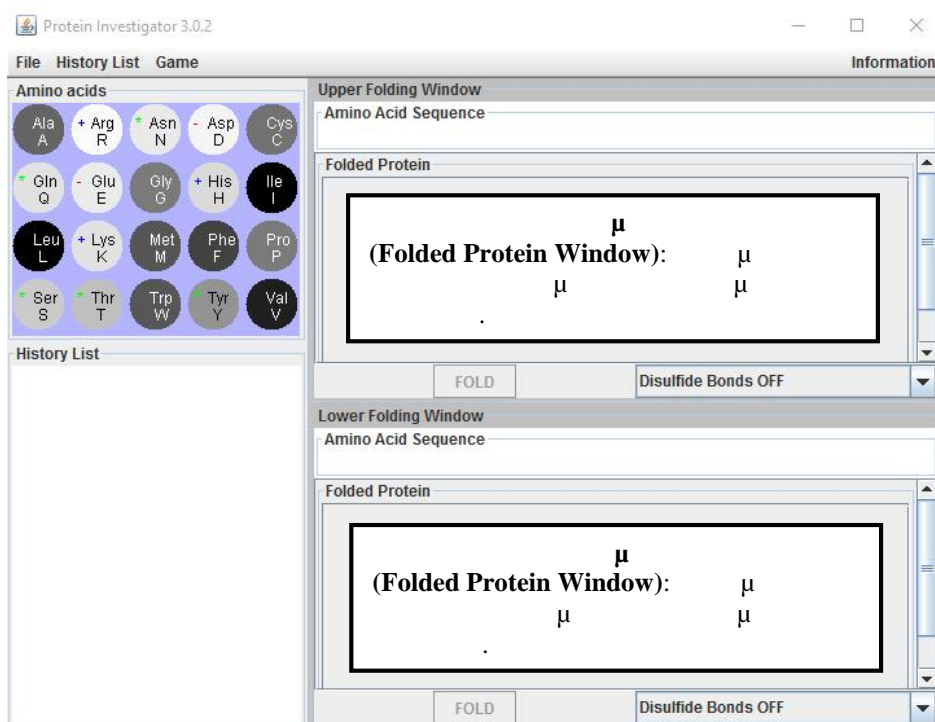 Protein Investigator 3.0.2
File History List Game Information
Amino acids
Ala A
+ Arg R
* Asn N
- Asp D
Cys C
* Gln Q
- Glu E
Gly G
+ His H
Ile I
Leu L
+ Lys K
Met M
Phe F
Pro P
* Ser S
* Thr T
Trp W
* Tyr Y
Val V
History List
Upper Folding Window
Amino Acid Sequence
Folded Protein
μ
(Folded Protein Window): μ
μ μ
.
FOLD Disulfide Bonds OFF
Lower Folding Window
Amino Acid Sequence
Folded Protein
μ
(Folded Protein Window): μ
μ μ
.
FOLD Disulfide Bonds OFF